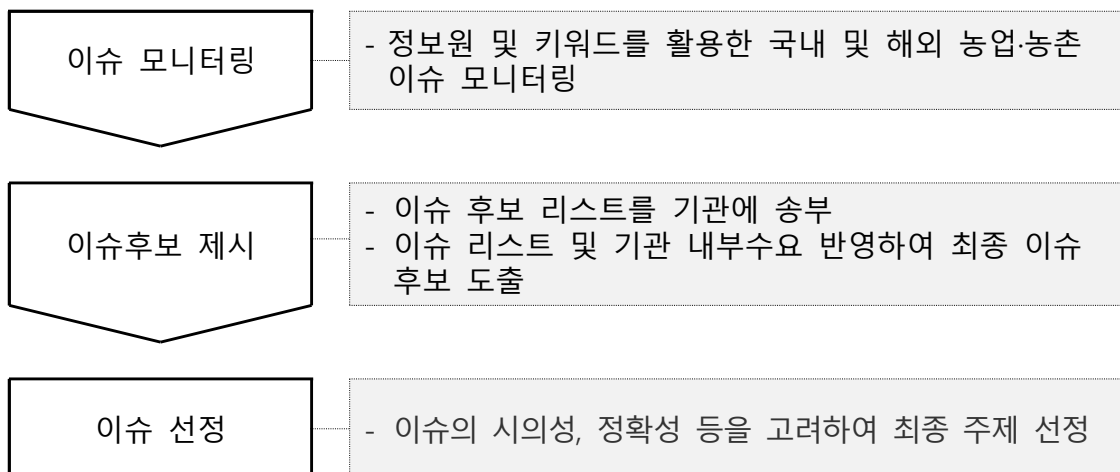 이슈 모니터링
- 정보원 및 키워드를 활용한 국내 및 해외 농업·농촌
이슈 모니터링
이슈후보 제시
- 이슈 후보 리스트를 기관에 송부
- 이슈 리스트 및 기관 내부수요 반영하여 최종 이슈
후보 도출
이슈 선정
- 이슈의 시의성, 정확성 등을 고려하여 최종 주제 선정